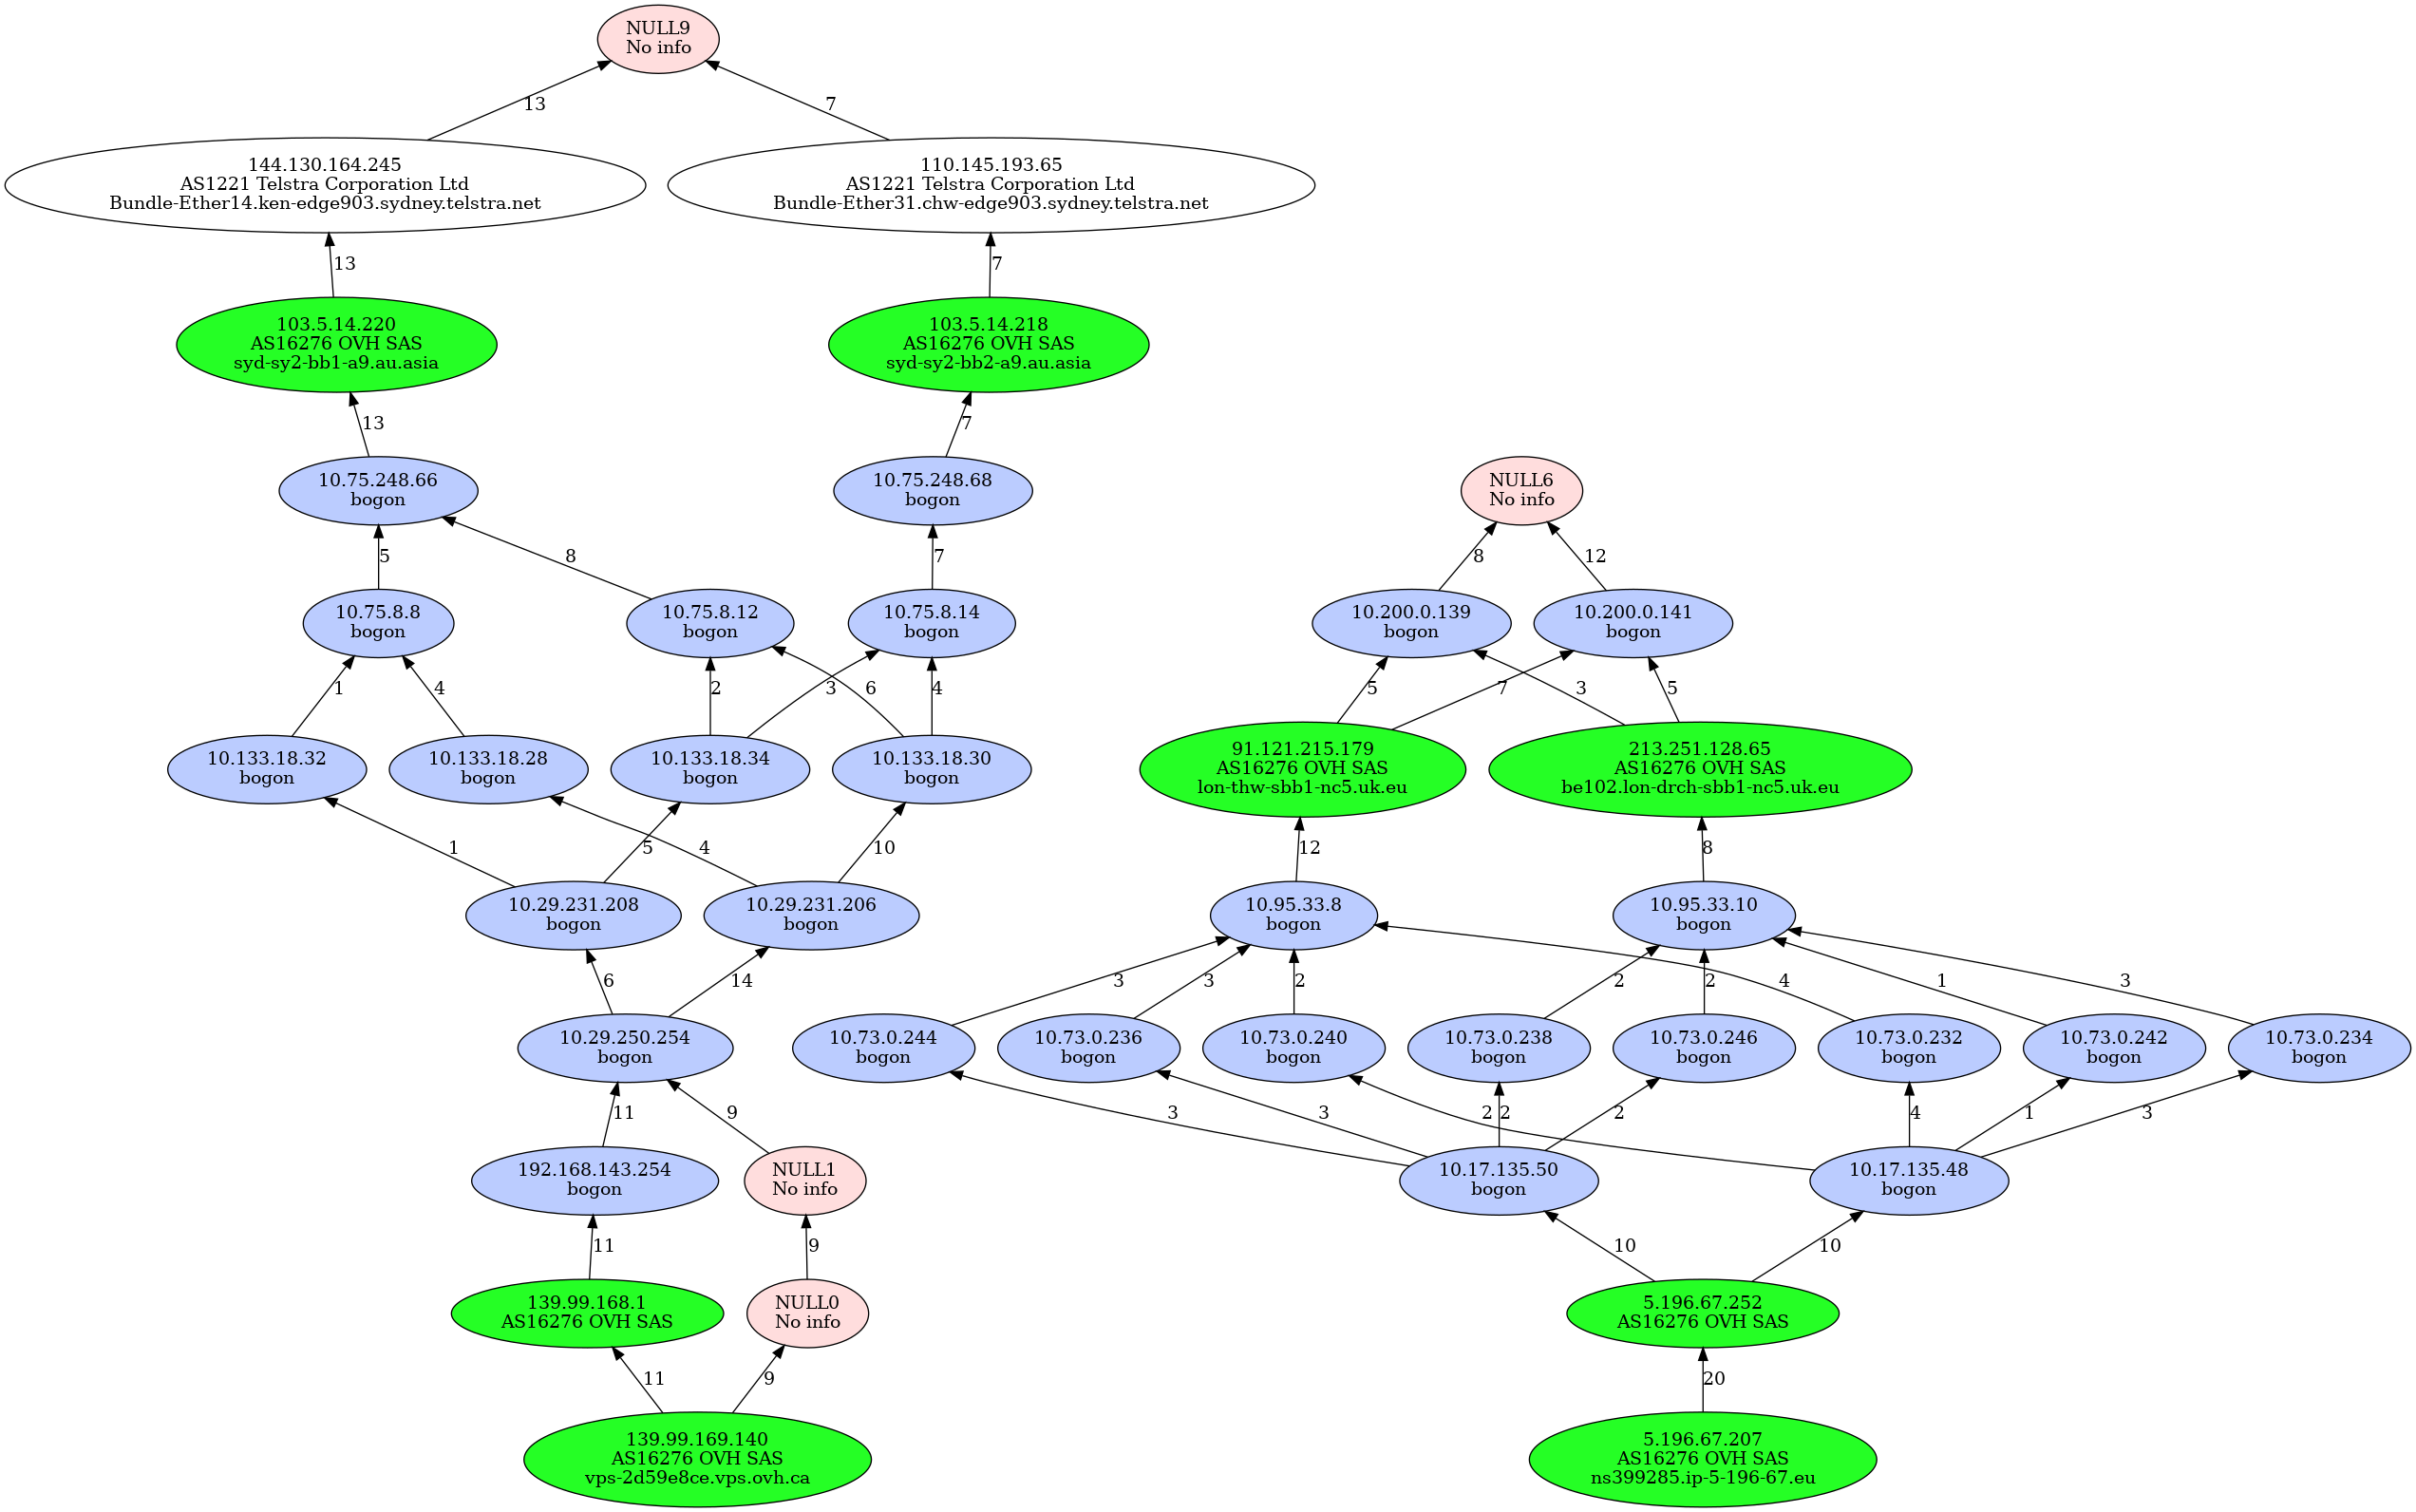 NULL9
No info
13
7
144.130.164.245
AS1221 Telstra Corporation Ltd
Bundle-Ether14.ken-edge903.sydney.telstra.net
110.145.193.65
AS1221 Telstra Corporation Ltd
Bundle-Ether31.chw-edge903.sydney.telstra.net
13
7
103.5.14.220
AS16276 OVH SAS
syd-sy2-bb1-a9.au.asia
103.5.14.218
AS16276 OVH SAS
syd-sy2-bb2-a9.au.asia
13
7
10.75.248.66
bogon
10.75.248.68
bogon
NULL6
No info
5
8
7
8
12
10.75.8.8
bogon
10.75.8.12
bogon
10.75.8.14
bogon
10.200.0.139
bogon
10.200.0.141
bogon
1
4
2
3
6
4
5
7
3
5
10.133.18.32
bogon
10.133.18.28
bogon
10.133.18.34
bogon
10.133.18.30
bogon
91.121.215.179
AS16276 OVH SAS
lon-thw-sbb1-nc5.uk.eu
213.251.128.65
AS16276 OVH SAS
be102.lon-drch-sbb1-nc5.uk.eu
1
5
4
10
12
8
10.29.231.208
bogon
10.29.231.206
bogon
10.95.33.8
bogon
10.95.33.10
bogon
6
14
3
3
2
2
2
4
1
3
10.29.250.254
bogon
10.73.0.244
bogon
10.73.0.236
bogon
10.73.0.240
bogon
10.73.0.238
bogon
10.73.0.246
bogon
10.73.0.232
bogon
10.73.0.242
bogon
10.73.0.234
bogon
11
9
3
3
2
2
2
4
1
3
192.168.143.254
bogon
NULL1
No info
10.17.135.50
bogon
10.17.135.48
bogon
11
9
10
10
139.99.168.1
AS16276 OVH SAS
NULL0
No info
5.196.67.252
AS16276 OVH SAS
11
9
20
139.99.169.140
AS16276 OVH SAS
vps-2d59e8ce.vps.ovh.ca
5.196.67.207
AS16276 OVH SAS
ns399285.ip-5-196-67.eu